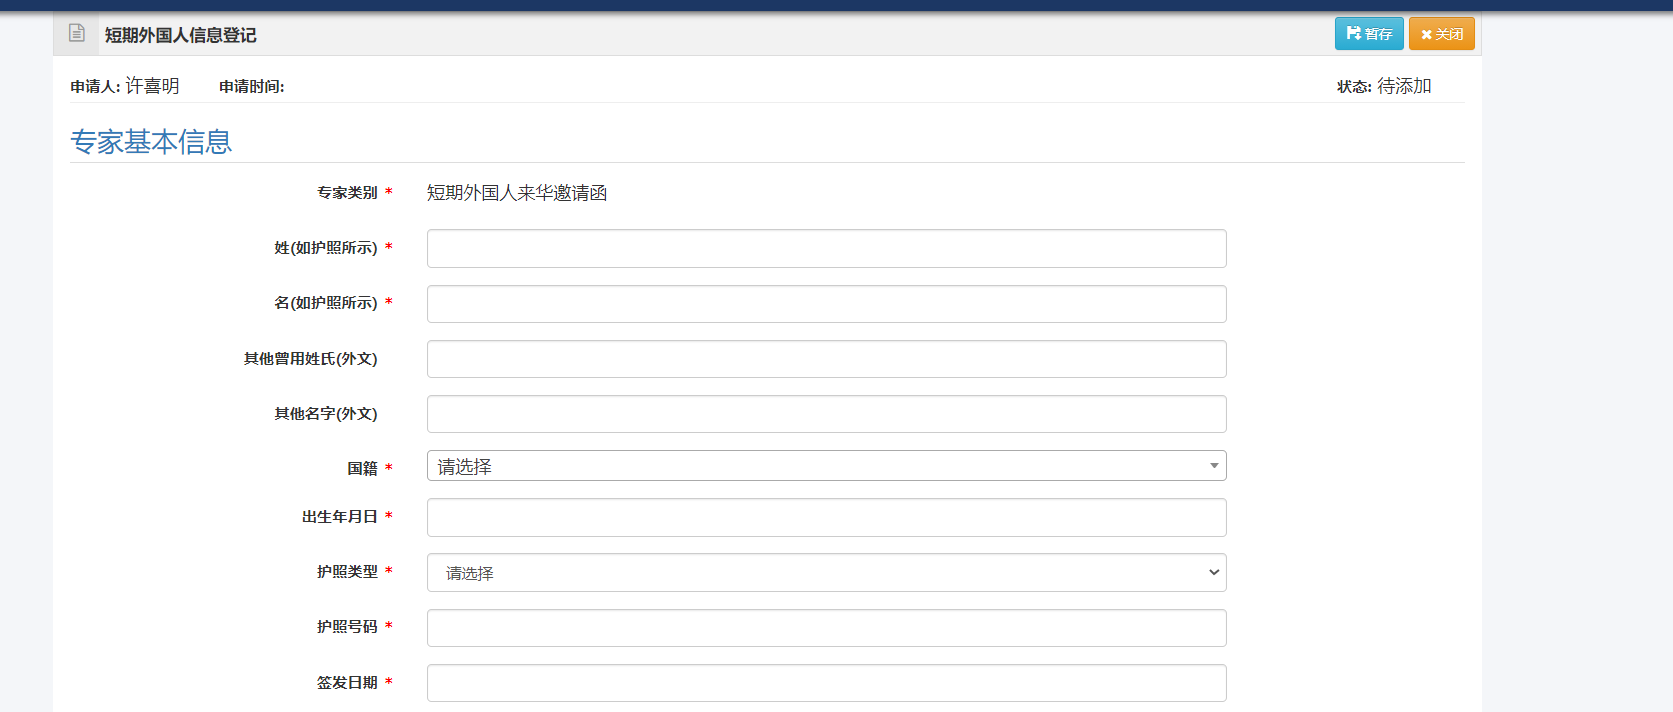 短期外国人信息登记 暂存 关闭
申请人: 许喜明 申请时间: 状态: 待添加
专家基本信息
专家类别 * 短期外国人来华邀请函
姓(如护照所示) *
名(如护照所示) *
其他曾用姓氏(外文)
其他名字(外文)
国籍 * 请选择
出生年月日 *
护照类型 * 请选择
护照号码 *
签发日期 *